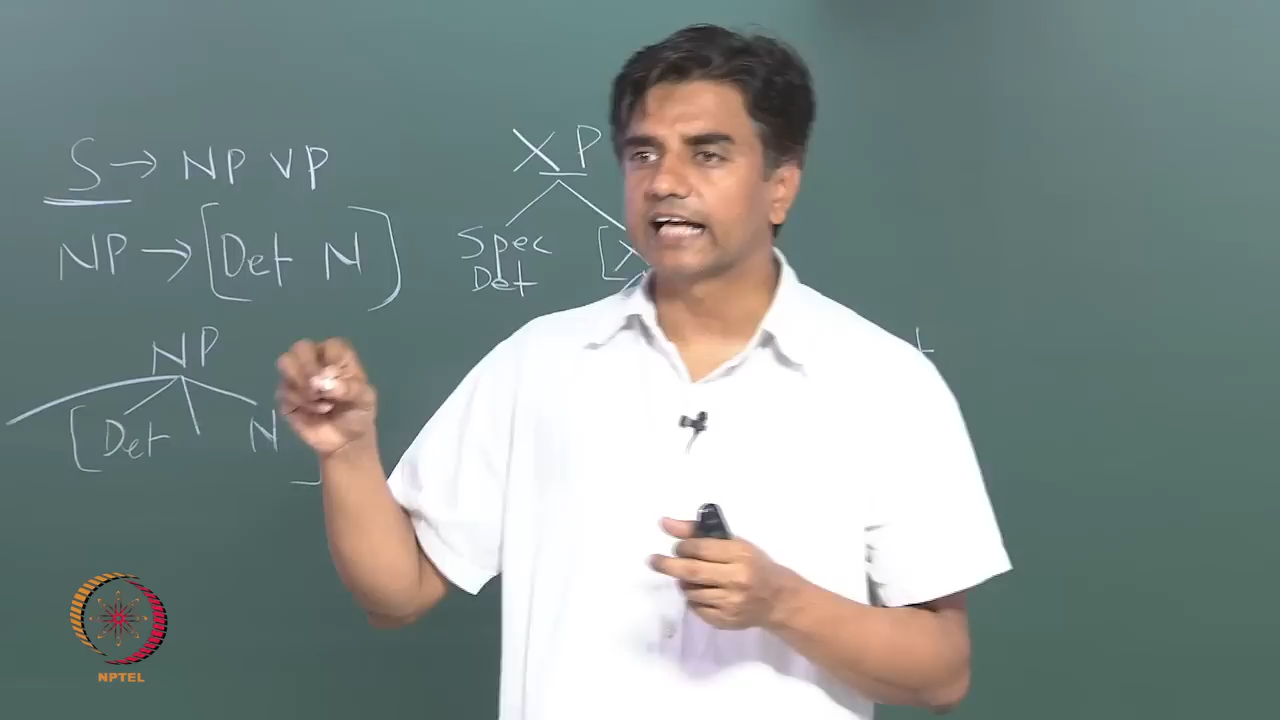 S → NP VP
NP → [Det N]
NP
[Det N ]
XP
Spec
Det
NPTEL